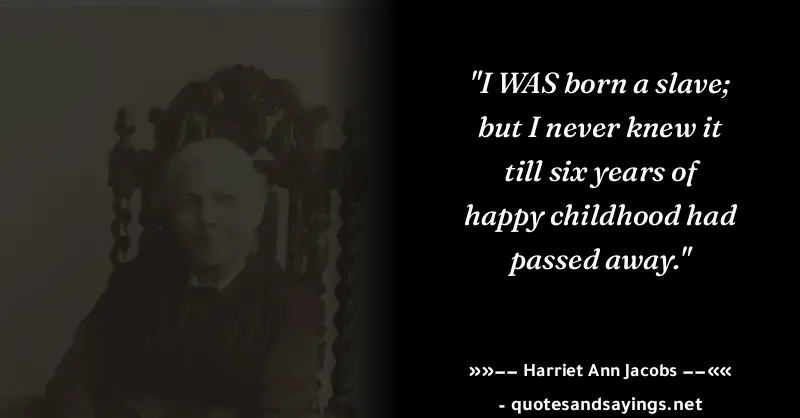 "I WAS born a slave;
but I never knew it
till six years of
happy childhood had
passed away."
»»−− Harriet Ann Jacobs −−««
- quotesandsayings.net